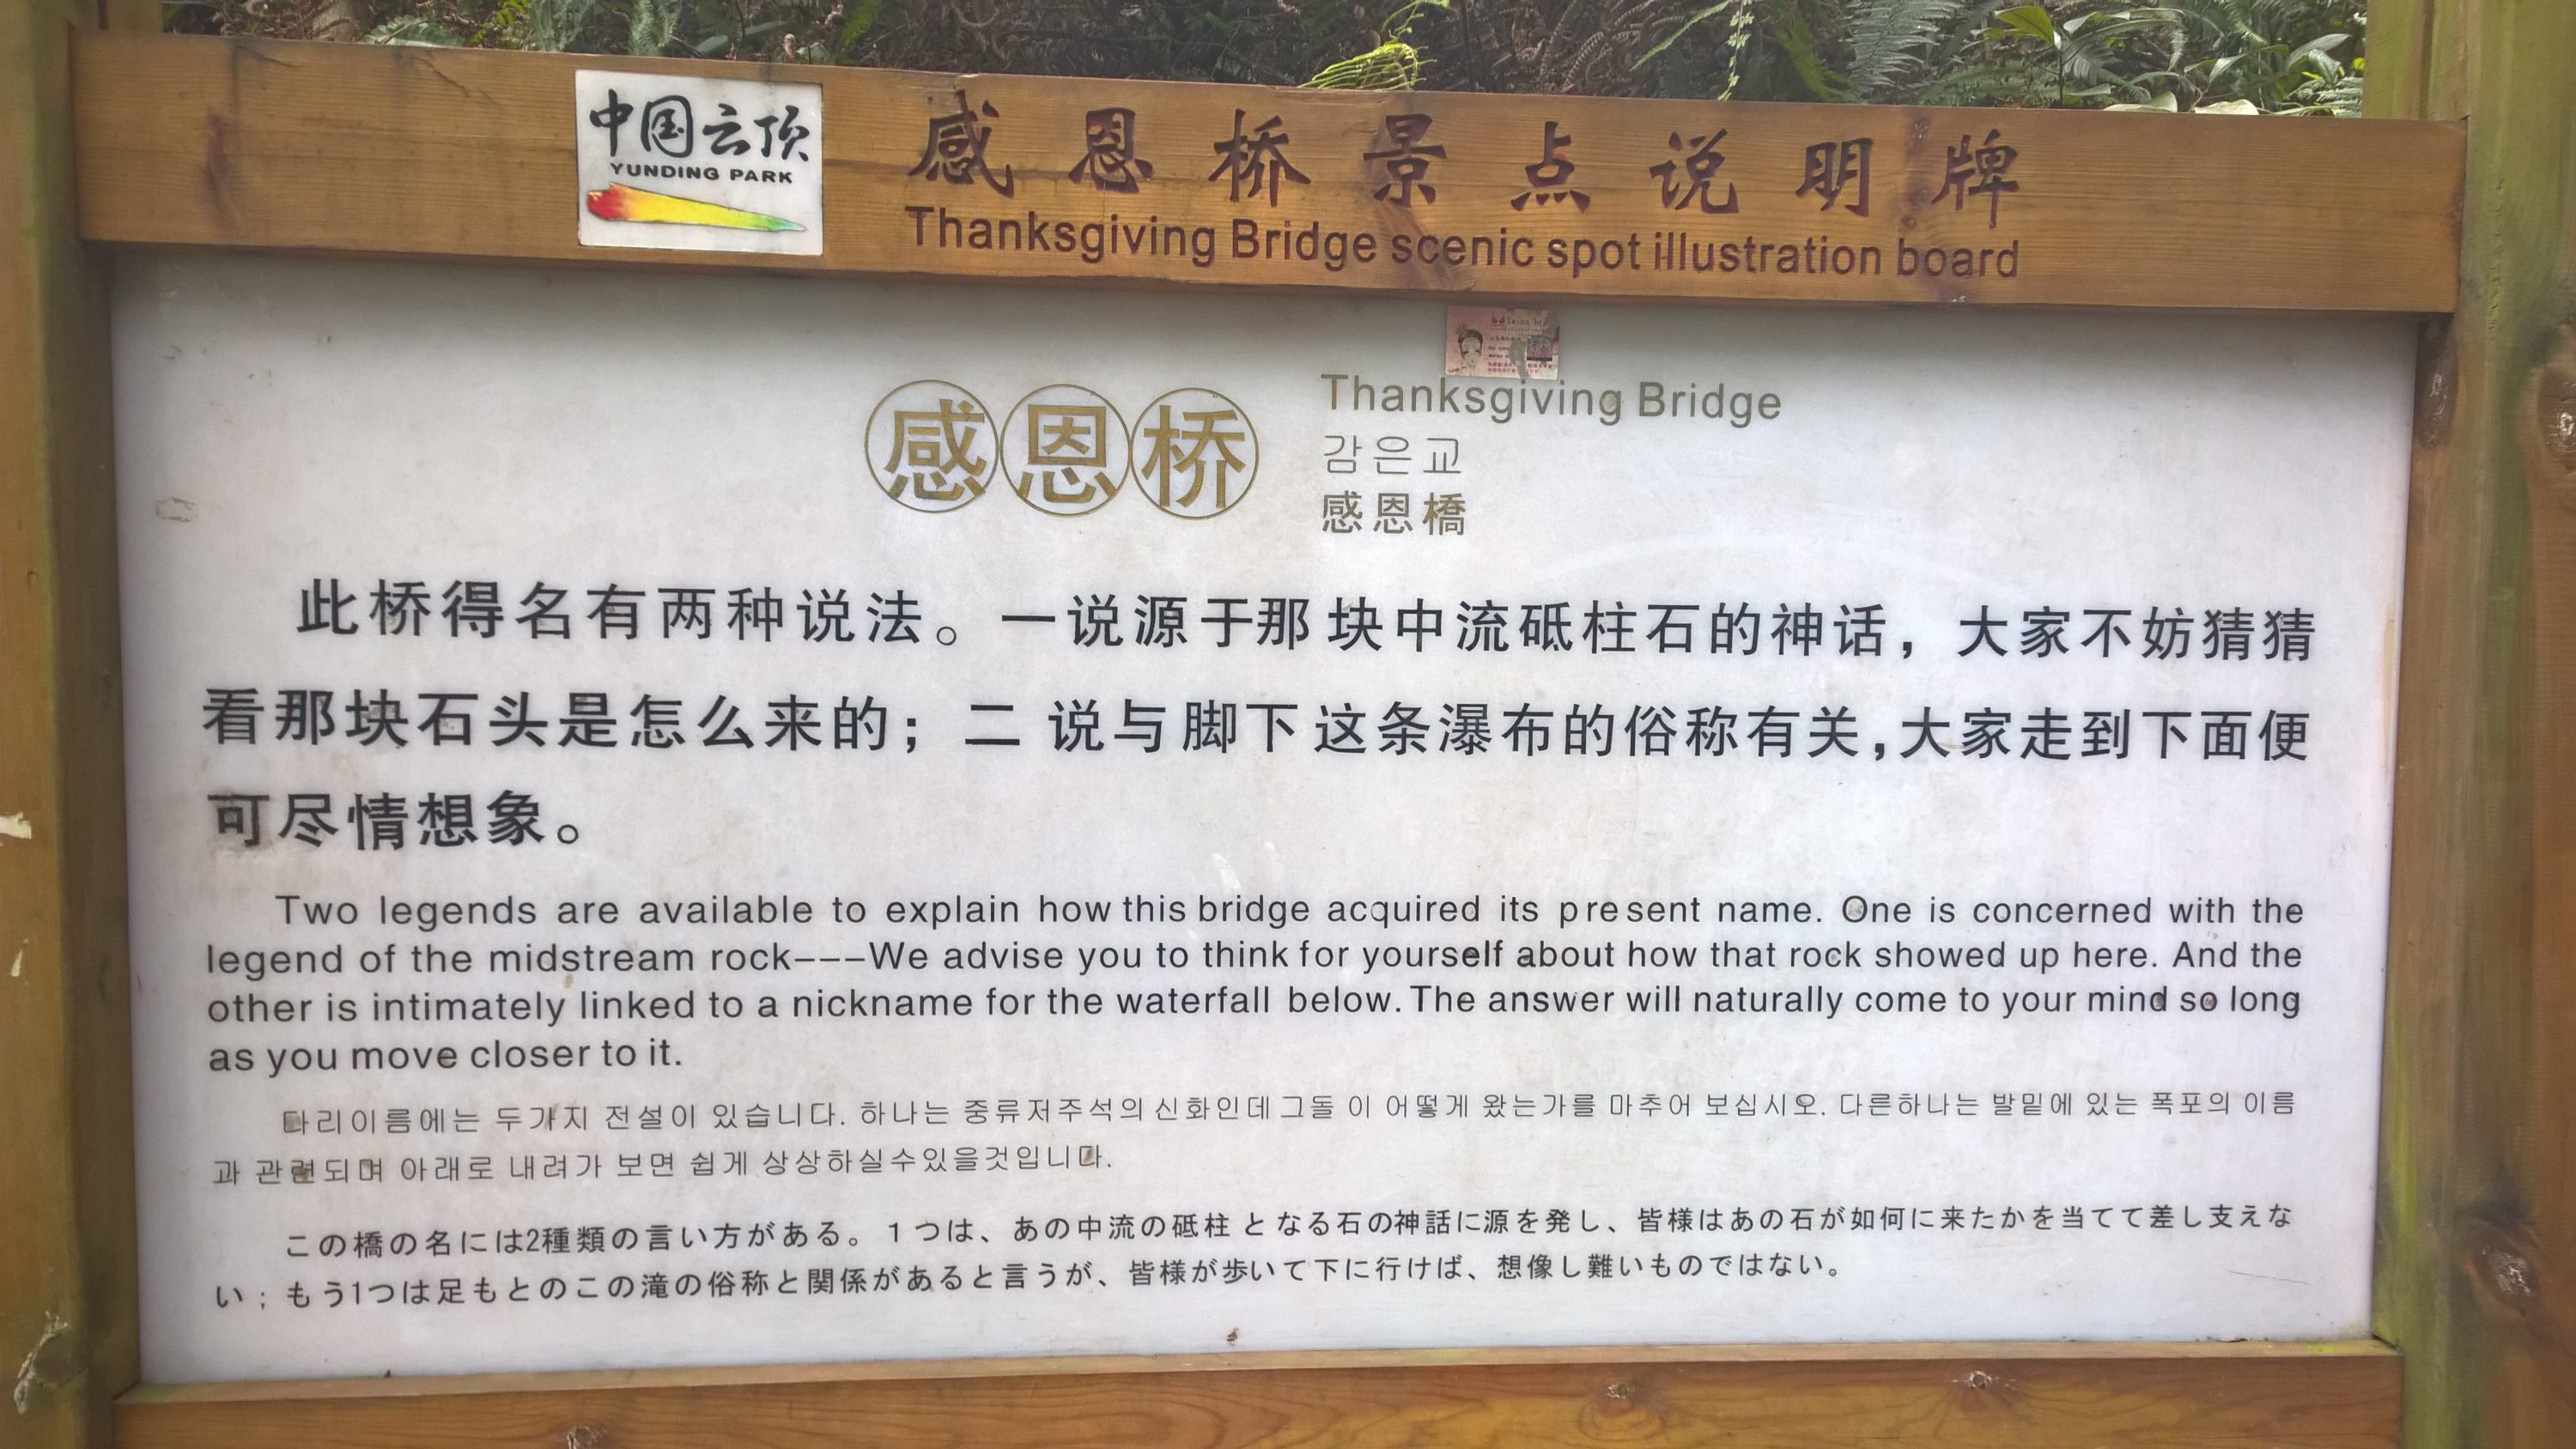 中国云顶
YUNDING PARK
感恩桥景点说明牌
Thanksgiving Bridge scenic spot illustration board
感恩桥
Thanksgiving Bridge
감은교
感恩橋
此桥得名有两种说法。一说源于那块中流砥柱石的神话，大家不妨猜猜
看那块石头是怎么来的；二说与脚下这条瀑布的俗称有关，大家走到下面便
可尽情想象。
Two legends are available to explain how this bridge acquired its present name. One is concerned with the
legend of the midstream rock---We advise you to think for yourself about how that rock showed up here. And the
other is intimately linked to a nickname for the waterfall below. The answer will naturally come to your mind so long
as you move closer to it.
다리이름에는 두가지 전설이 있습니다. 하나는 중류저주석의 신화인데 그돌 이 어떻게 왔는가를 마추어 보십시오. 다른하나는 발밑에 있는 폭포의 이름
과 관련되며 아래로 내려가 보면 쉽게 상상하실수있을것입니다.
この橋の名には2種類の言い方がある。1つは、あの中流の砥柱となる石の神話に源を発し、皆様はあの石が如何に来たかを当てて差し支えな
い；もう1つは足もとのこの滝の俗称と関係があると言うが、皆様が歩いて下に行けば、想像し難いものではない。